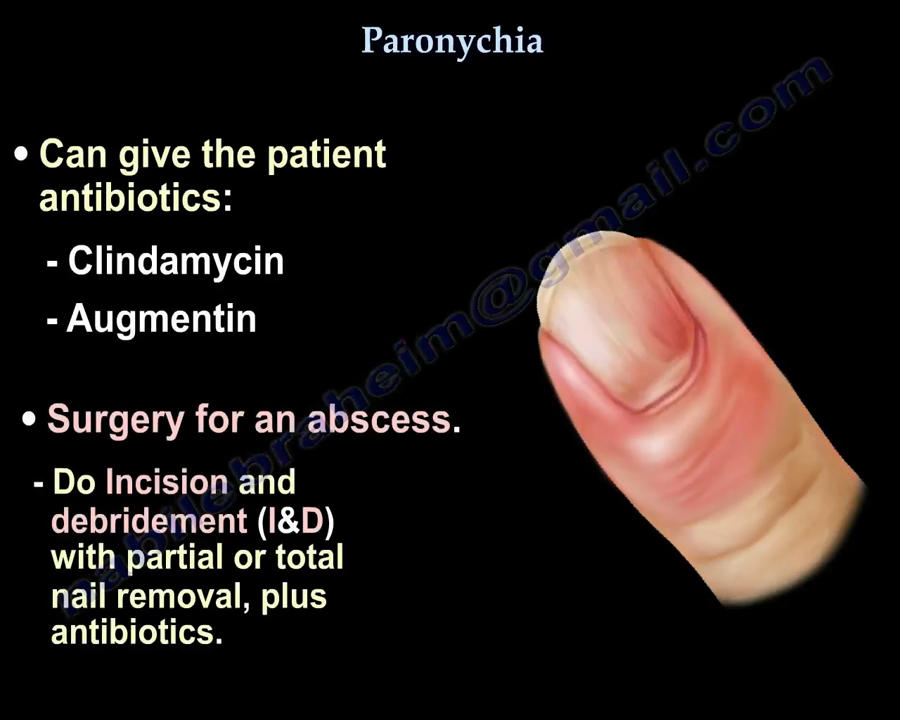 Paronychia
• Can give the patient
antibiotics:
- Clindamycin
- Augmentin
• Surgery for an abscess.
- Do Incision and
debridement (I&D)
with partial or total
nail removal, plus
antibiotics.
nabilebraheim@gmail.com